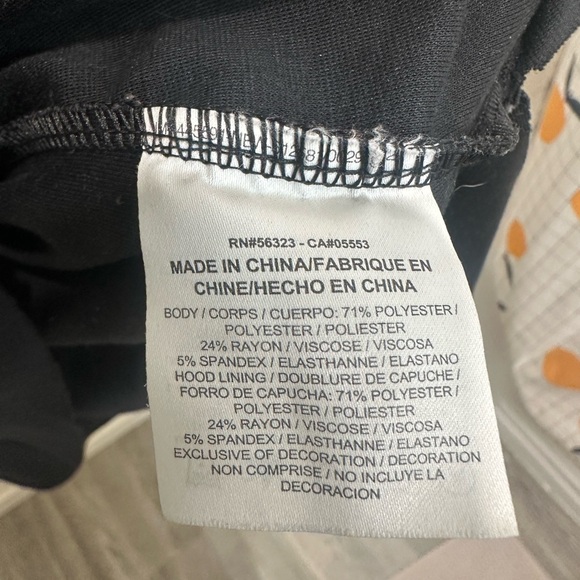 RN#56323 - CA#05553
MADE IN CHINA/FABRIQUE EN
CHINE/HECHO EN CHINA
BODY / CORPS / CUERPO: 71% POLYESTER /
POLYESTER / POLIESTER
24% RAYON / VISCOSE / VISCOSA
5% SPANDEX / ELASTHANNE / ELASTANO
HOOD LINING / DOUBLURE DE CAPUCHE /
FORRO DE CAPUCHA: 71% POLYESTER /
POLYESTER / POLIESTER
24% RAYON / VISCOSE / VISCOSA
5% SPANDEX / ELASTHANNE / ELASTANO
EXCLUSIVE OF DECORATION / DECORATION
NON COMPRISE / NO INCLUYE LA
DECORACION